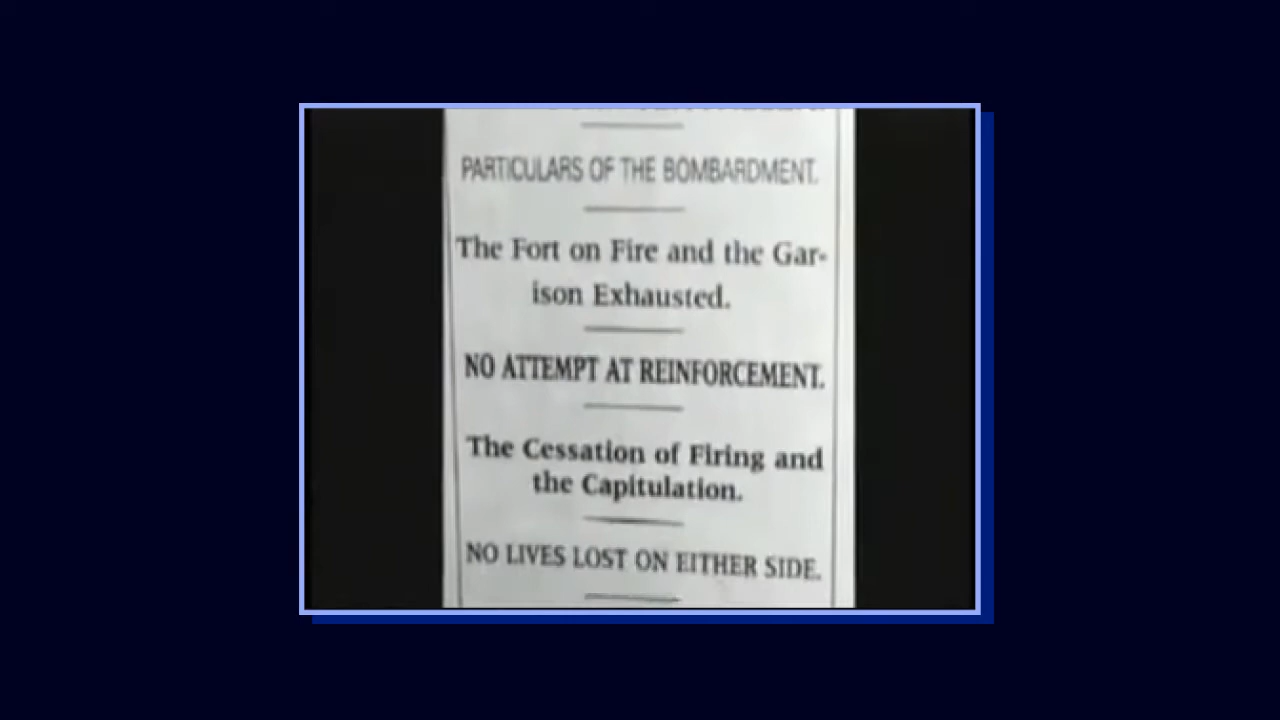 PARTICULARS OF THE BOMBARDMENT.
The Fort on Fire and the Gar-
ison Exhausted.
NO ATTEMPT AT REINFORCEMENT.
The Cessation of Firing and
the Capitulation.
NO LIVES LOST ON EITHER SIDE.